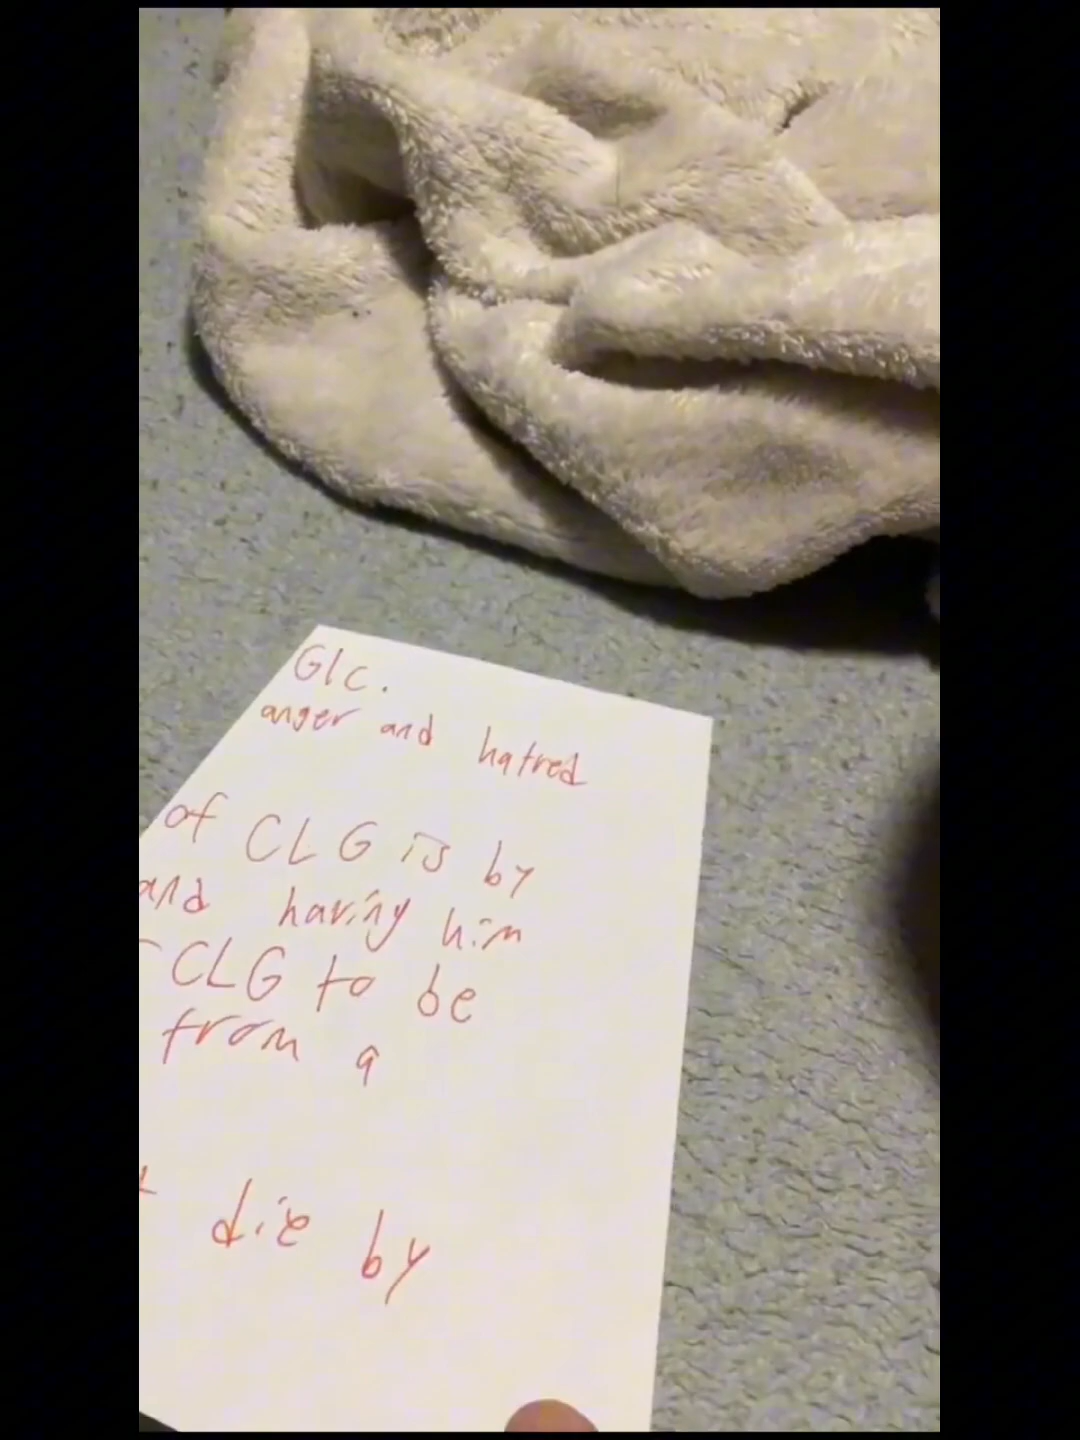 Glc.
anger and hatred
of CLG is by
and having him
CLG to be
from a
die by